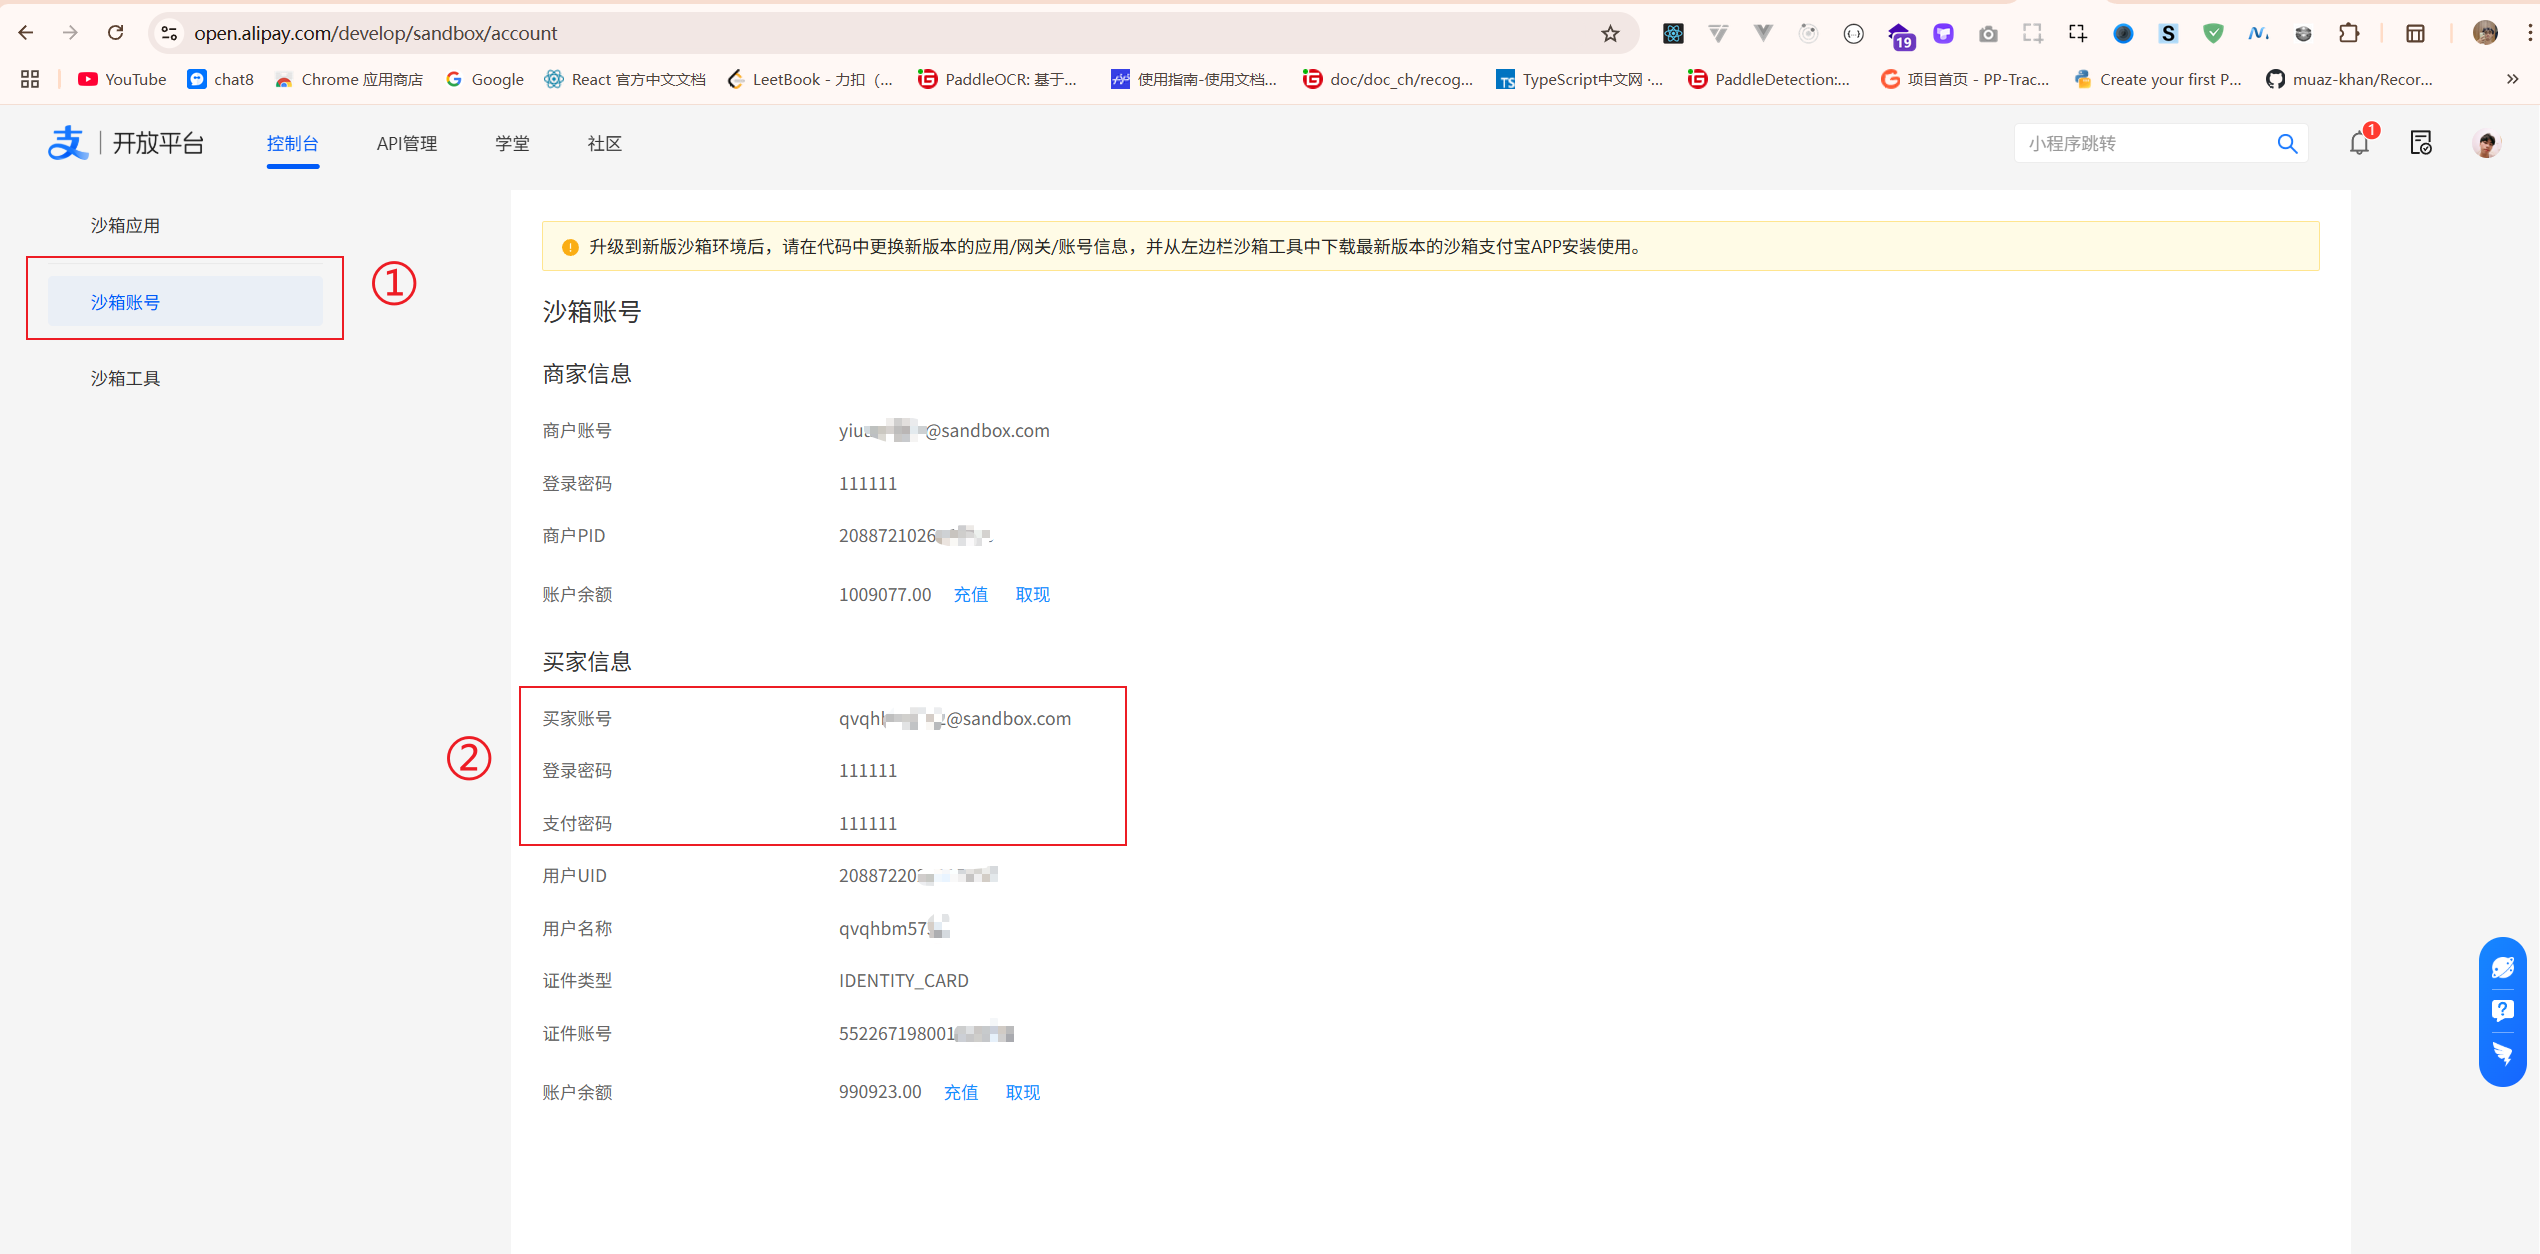 open.alipay.com/develop/sandbox/account
19
YouTube chat8 Chrome 应用商店 Google React 官方中文文档 LeetBook - 力扣（... PaddleOCR: 基于... 使用指南-使用文档... doc/doc_ch/recog... TypeScript中文网 ·... PaddleDetection:... 项目首页 - PP-Trac... Create your first P... muaz-khan/Recor... »
支 开放平台 控制台 API管理 学堂 社区 小程序跳转 1
沙箱应用
沙箱账号
沙箱工具
①
升级到新版沙箱环境后，请在代码中更换新版本的应用/网关/账号信息，并从左边栏沙箱工具中下载最新版本的沙箱支付宝APP安装使用。
沙箱账号
商家信息
商户账号 yiu @sandbox.com
登录密码 111111
商户PID 2088721026
账户余额 1009077.00 充值 取现
买家信息
②
买家账号 qvqh @sandbox.com
登录密码 111111
支付密码 111111
用户UID 20887220
用户名称 qvqhbm57
证件类型 IDENTITY_CARD
证件账号 552267198001
账户余额 990923.00 充值 取现